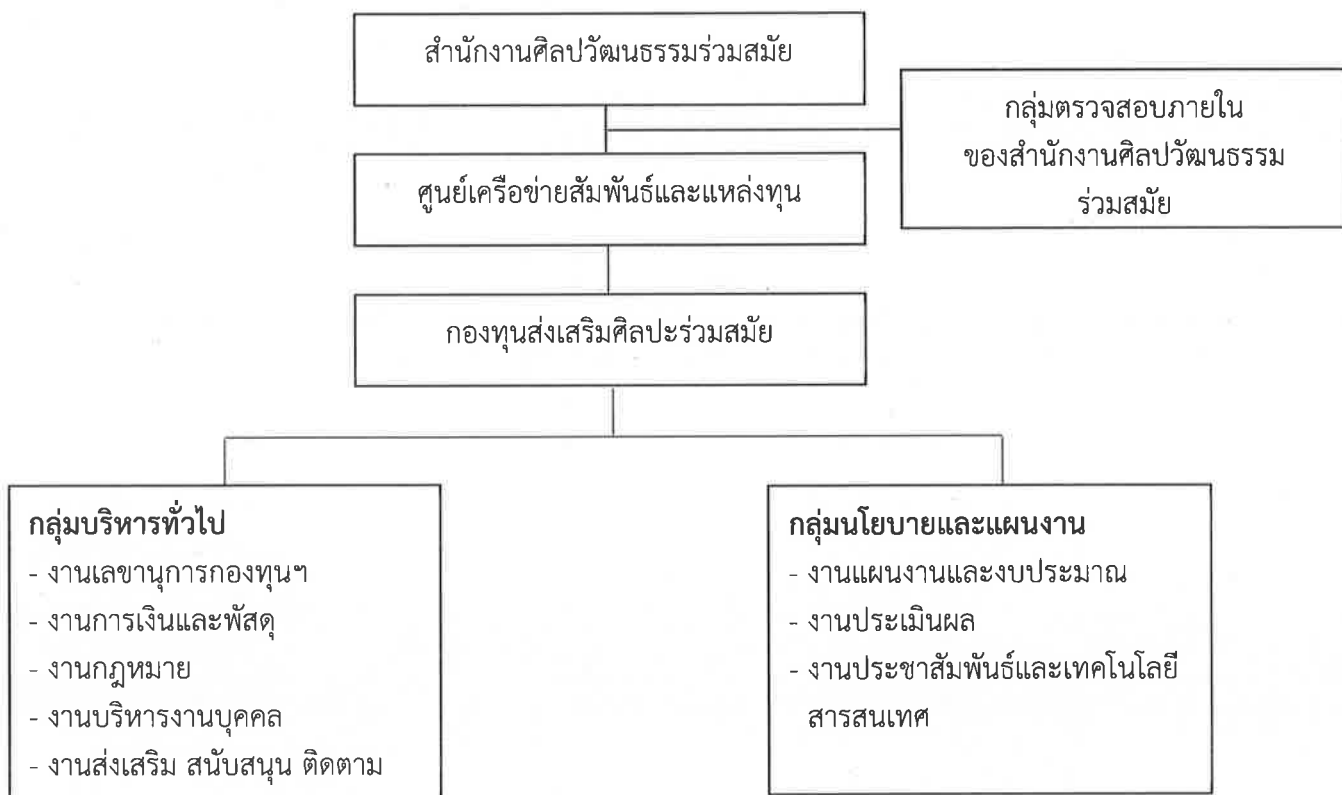 สำนักงานศิลปวัฒนธรรมร่วมสมัย
กลุ่มตรวจสอบภายใน
ของสำนักงานศิลปวัฒนธรรม
ร่วมสมัย
ศูนย์เครือข่ายสัมพันธ์และแหล่งทุน
กองทุนส่งเสริมศิลปะร่วมสมัย
กลุ่มบริหารทั่วไป
- งานเลขานุการกองทุนฯ
- งานการเงินและพัสดุ
- งานกฎหมาย
- งานบริหารงานบุคคล
- งานส่งเสริม สนับสนุน ติดตาม
กลุ่มนโยบายและแผนงาน
- งานแผนงานและงบประมาณ
- งานประเมินผล
- งานประชาสัมพันธ์และเทคโนโลยี
สารสนเทศ